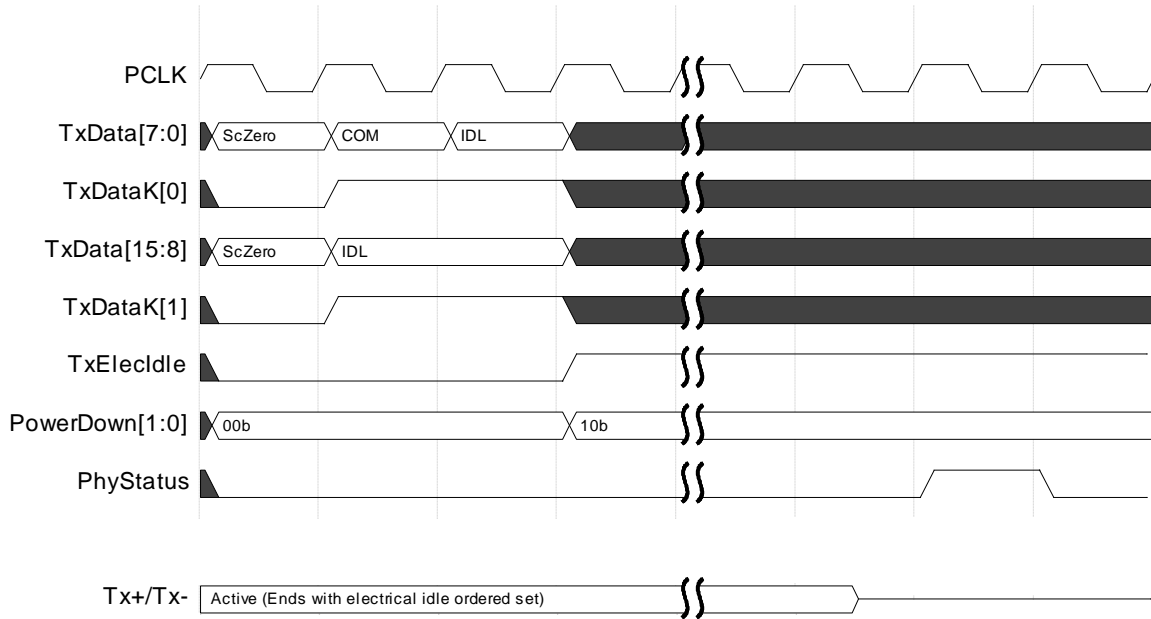 PCLK
TxData[7:0] ScZero COM IDL
TxDataK[0]
TxData[15:8] ScZero IDL
TxDataK[1]
TxElecIdle
PowerDown[1:0] 00b 10b
PhyStatus
Tx+/Tx- Active (Ends with electrical idle ordered set)